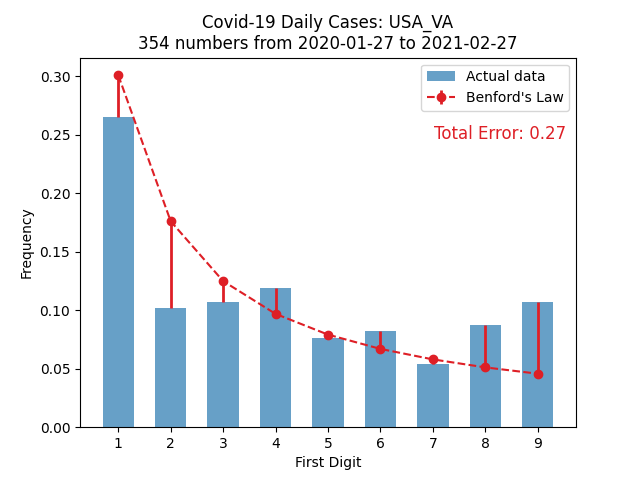 Covid-19 Daily Cases: USA_VA
354 numbers from 2020-01-27 to 2021-02-27
Actual data
Benford's Law
Total Error: 0.27
Frequency
0.30
0.25
0.20
0.15
0.10
0.05
0.00
1 2 3 4 5 6 7 8 9
First Digit